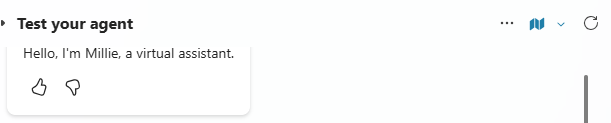 Test your agent
Hello, I'm Millie, a virtual assistant.